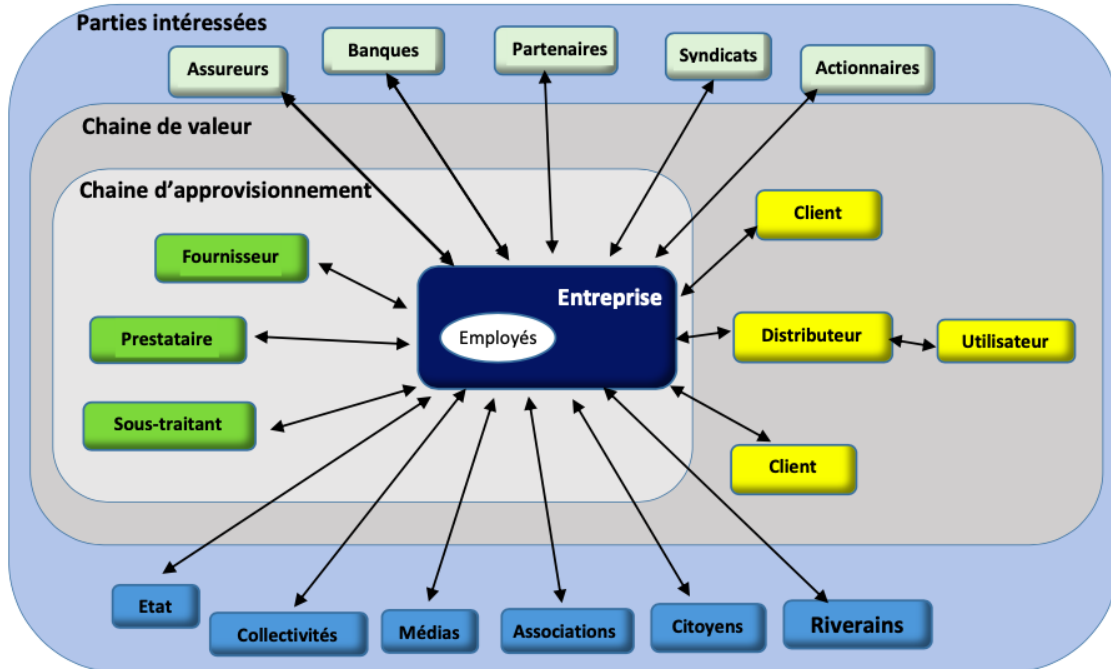 Parties intéressées
Assureurs
Banques
Partenaires
Syndicats
Actionnaires
Chaine de valeur
Chaine d’approvisionnement
Client
Fournisseur
Entreprise
Employés
Prestataire
Distributeur
Utilisateur
Sous-traitant
Client
Etat
Collectivités
Médias
Associations
Citoyens
Riverains